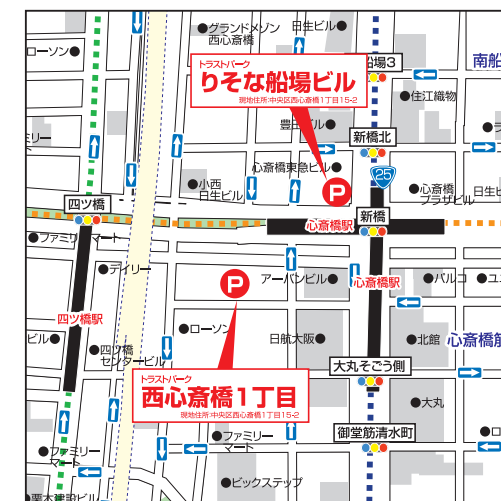 グランドメゾン
西心斎橋
日生ビル
ローソン
トラストパーク
りそな船場ビル
現地住所:中央区西心斎橋1丁目15-2
船場3
南船
住江織物
豊田ビル
新橋北
ミリー
心斎橋東急ビル
25
小西
日生ビル
P
心斎橋
プラザビル
日生ビ
四ツ橋
新橋
心斎橋駅
ファミリーマート
デイリー
P
アーバンビル
心斎橋駅
パルコ
ユ
四ツ橋駅
ローソン
ビル
四ツ橋
センタービル
日航大阪
北館
心斎橋筋
大丸そごう側
トラストパーク
西心斎橋1丁目
現地住所:中央区西心斎橋1丁目15-2
大丸
御堂筋清水町
ファミリー
マート
ロ
ファミリー
マート
ビックステップ
栗本建設ビル